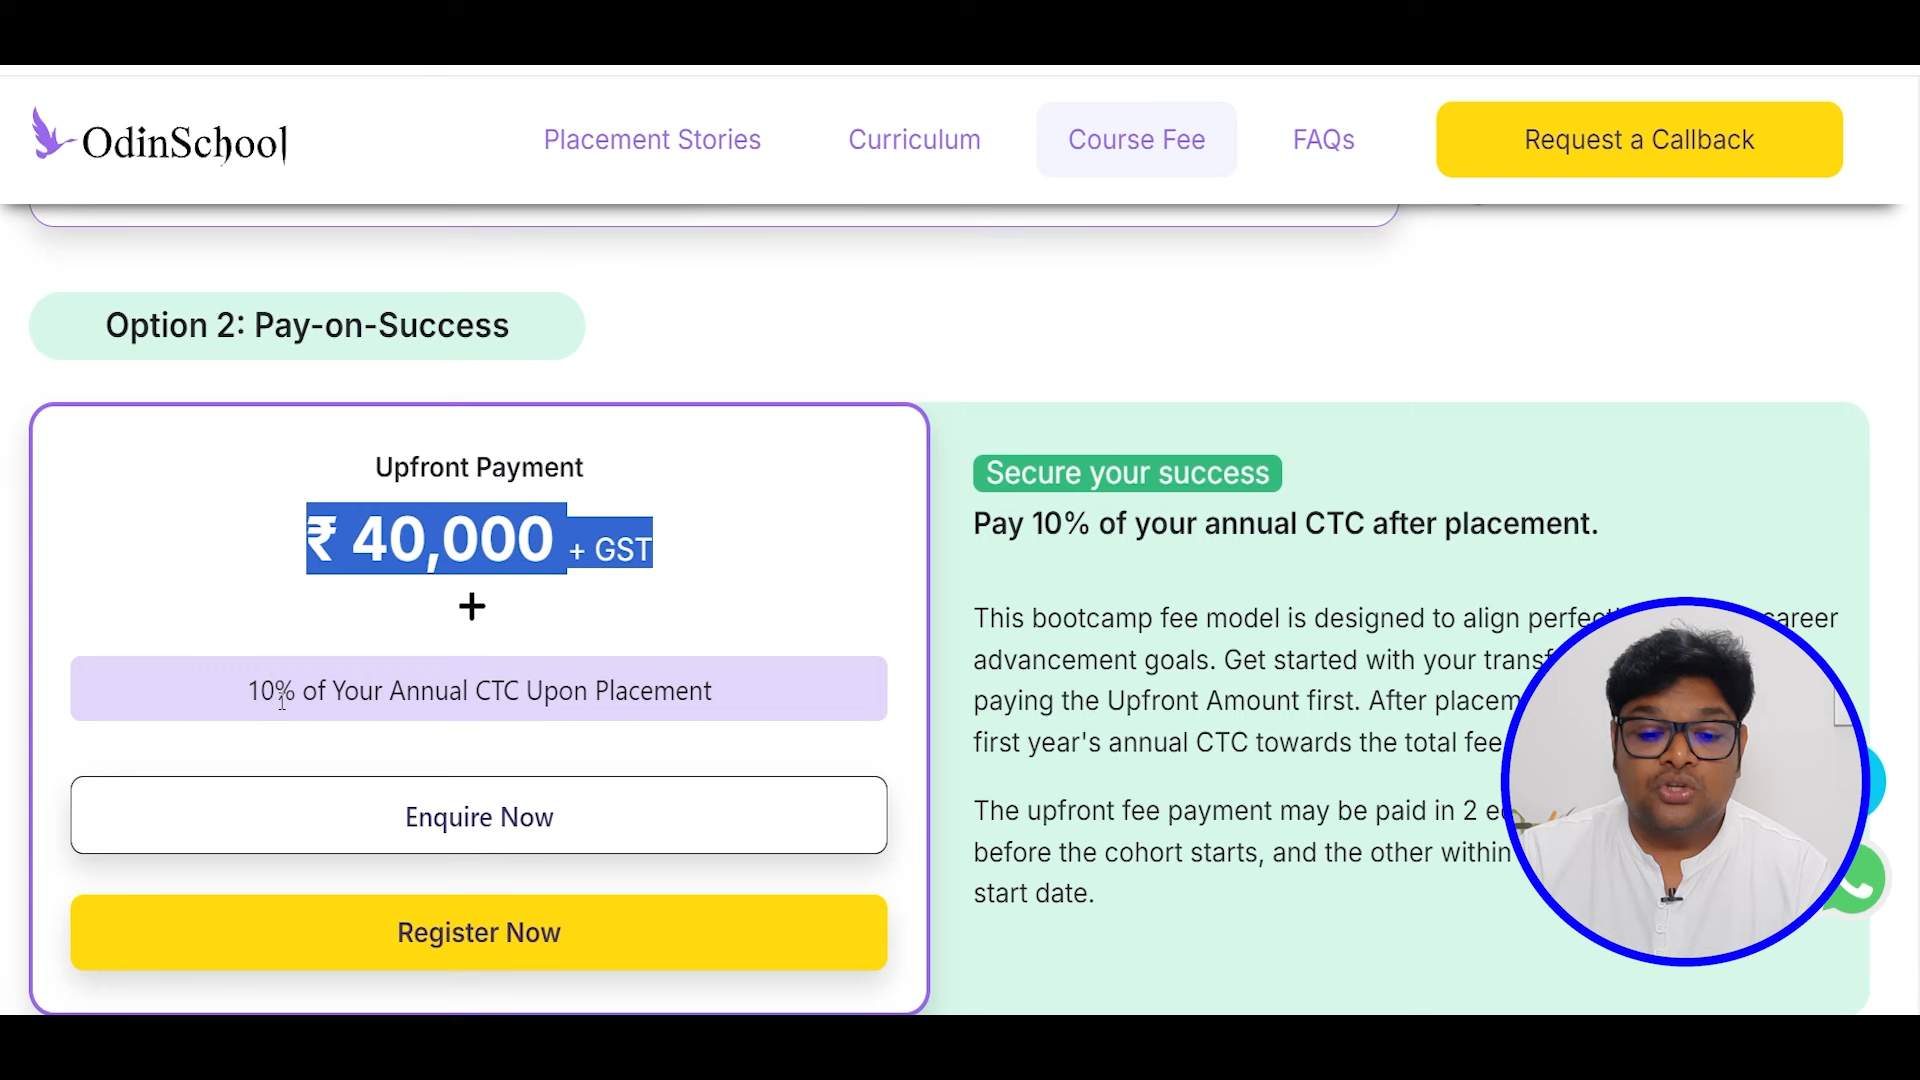 OdinSchool
Placement Stories
Curriculum
Course Fee
FAQs
Request a Callback
Option 2: Pay-on-Success
Upfront Payment
₹ 40,000 + GST
+
10% of Your Annual CTC Upon Placement
Enquire Now
Register Now
Secure your success
Pay 10% of your annual CTC after placement.
This bootcamp fee model is designed to align
advancement goals. Get started with your
paying the Upfront Amount first. After
first year's annual CTC towards the total fee
The upfront fee payment may be paid in 2
before the cohort starts, and the other within
start date.